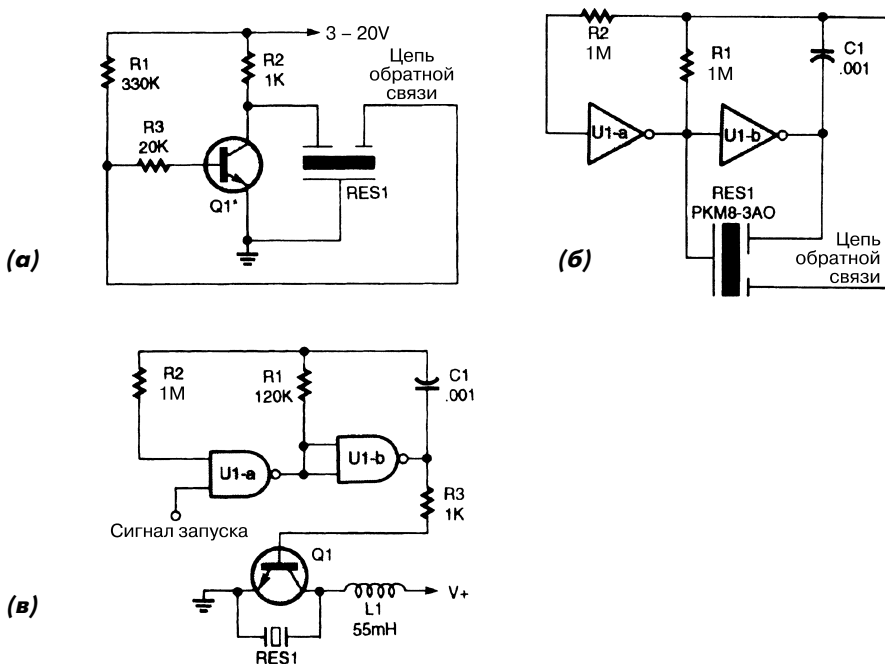 3 – 20V
R1
330K
R2
1K
Цепь
обратной
связи
R3
20K
Q1*
RES1
(а)
R2
1M
R1
1M
C1
.001
U1-a
U1-b
RES1
PKM8-3AO
Цепь
обратной
связи
(б)
R2
1M
R1
120K
C1
.001
U1-a
U1-b
R3
1K
Сигнал запуска
Q1
V+
L1
55mH
RES1
(в)